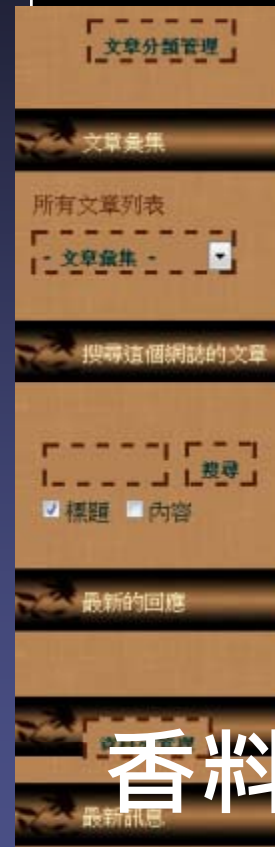 文章分類管理
文章彙集
所有文章列表
- 文章彙集 -
搜尋這個網誌的文章
搜尋
標題 內容
最新的回應
香料
最新訊息